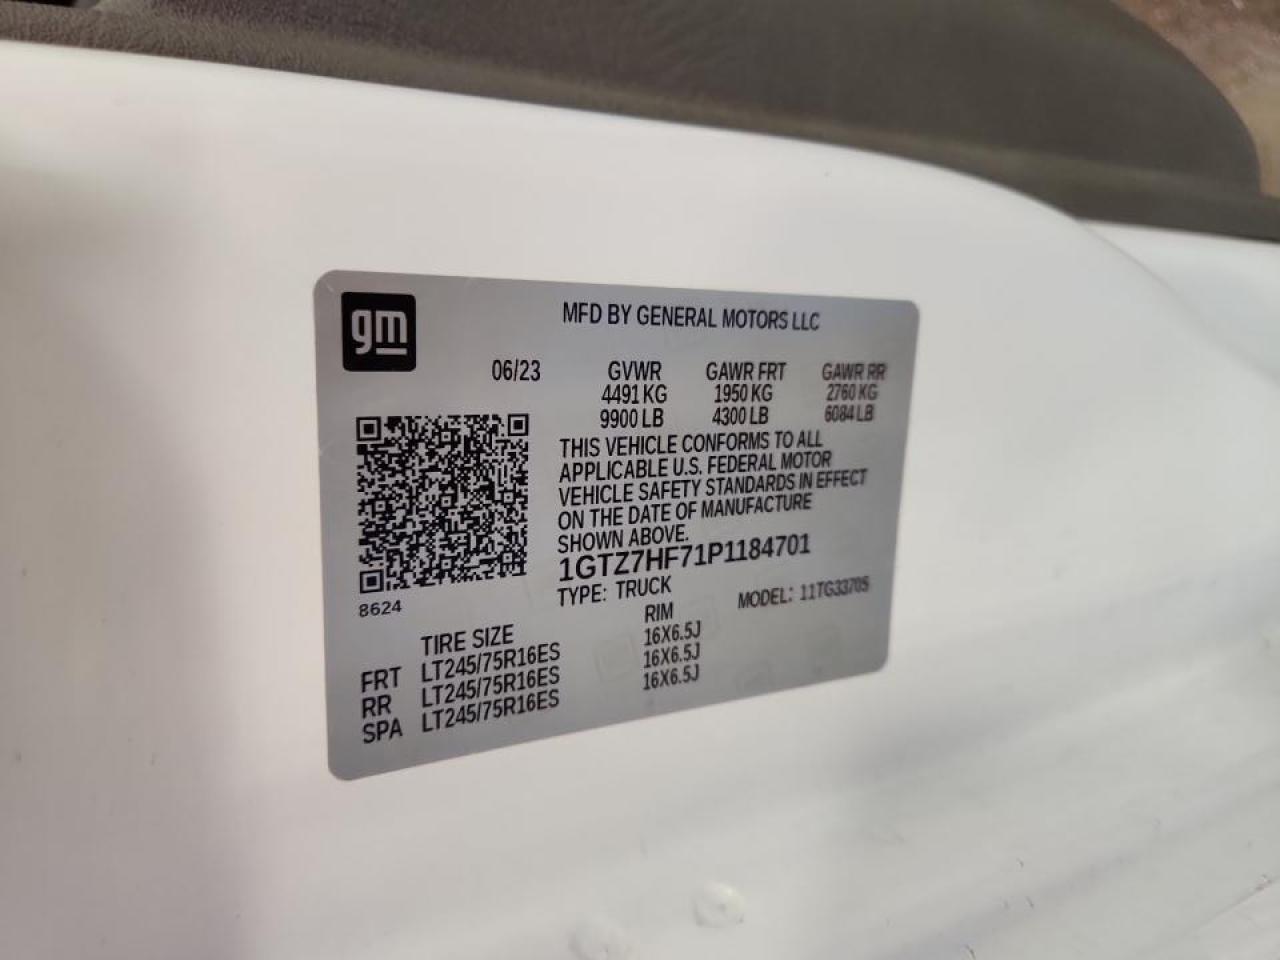 gm
MFD BY GENERAL MOTORS LLC
06/23 GVWR GAWR FRT GAWR RR
4491 KG 1950 KG 2760 KG
9900 LB 4300 LB 6084 LB
THIS VEHICLE CONFORMS TO ALL
APPLICABLE U.S. FEDERAL MOTOR
VEHICLE SAFETY STANDARDS IN EFFECT
ON THE DATE OF MANUFACTURE
SHOWN ABOVE.
1GTZ7HF71P1184701
TYPE: TRUCK MODEL: 11TG33705
8624
TIRE SIZE RIM
FRT LT245/75R16ES 16X6.5J
RR LT245/75R16ES 16X6.5J
SPA LT245/75R16ES 16X6.5J